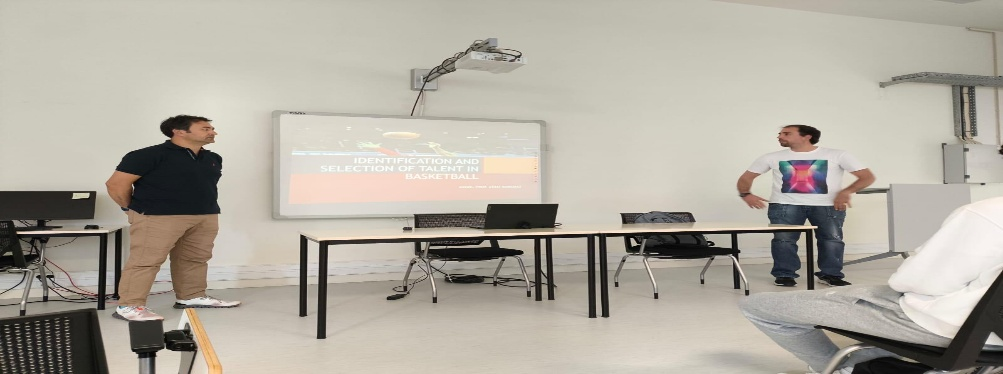 IDENTIFICATION AND
SELECTION OF TALENT IN
BASKETBALL